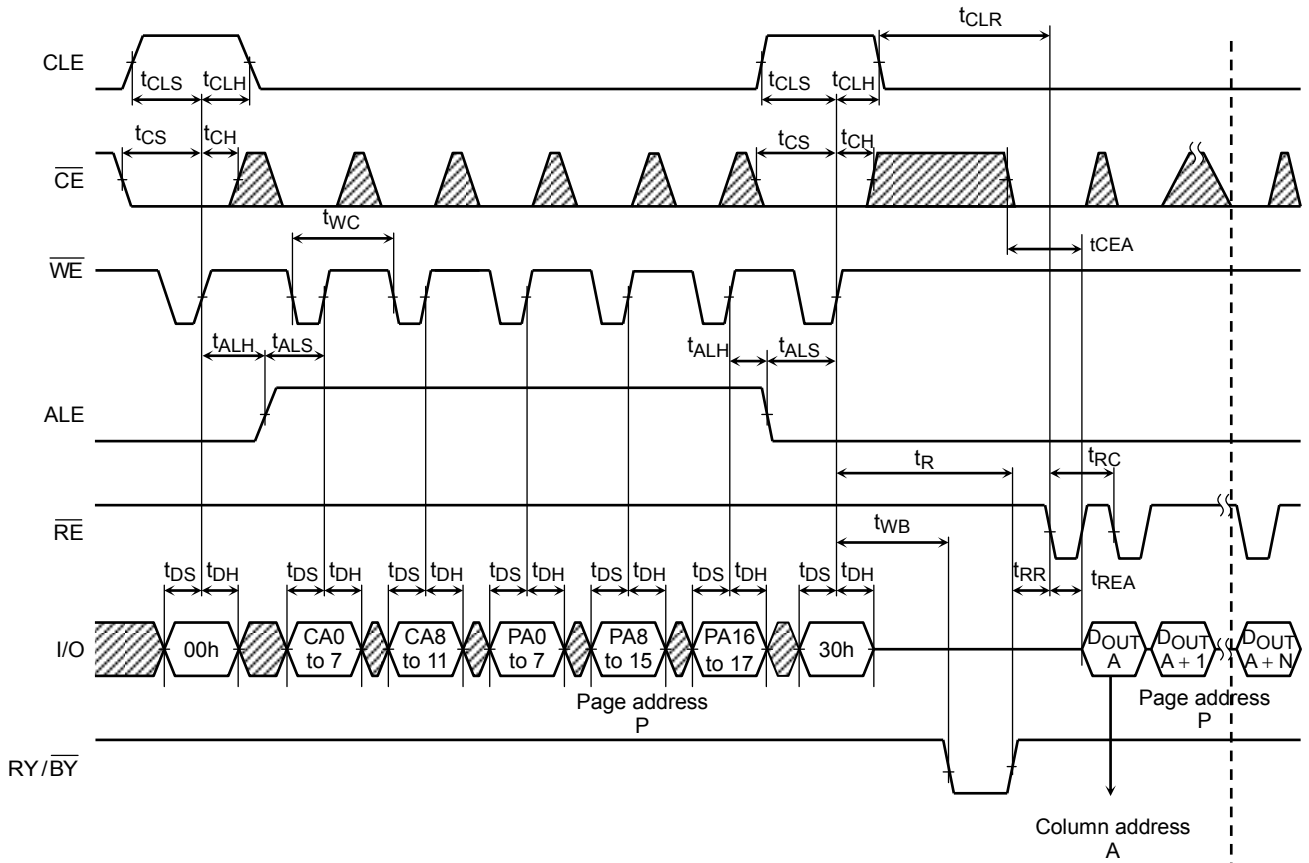 tCLR
CLE
tCLS tCLH tCLS tCLH
tCS tCH tCS tCH
CE
tWC
tCEA
WE
tALH tALS tALH tALS
ALE
tR tRC
RE
tWB
tDS tDH tDS tDH tDS tDH tDS tDH tDS tDH tDS tDH tDS tDH tRR tREA
I/O
00h
CA0
to 7
CA8
to 11
PA0
to 7
PA8
to 15
PA16
to 17
30h
DOUT
A
DOUT
A + 1
DOUT
A + N
Page address
P
Page address
P
RY/BY
Column address
A